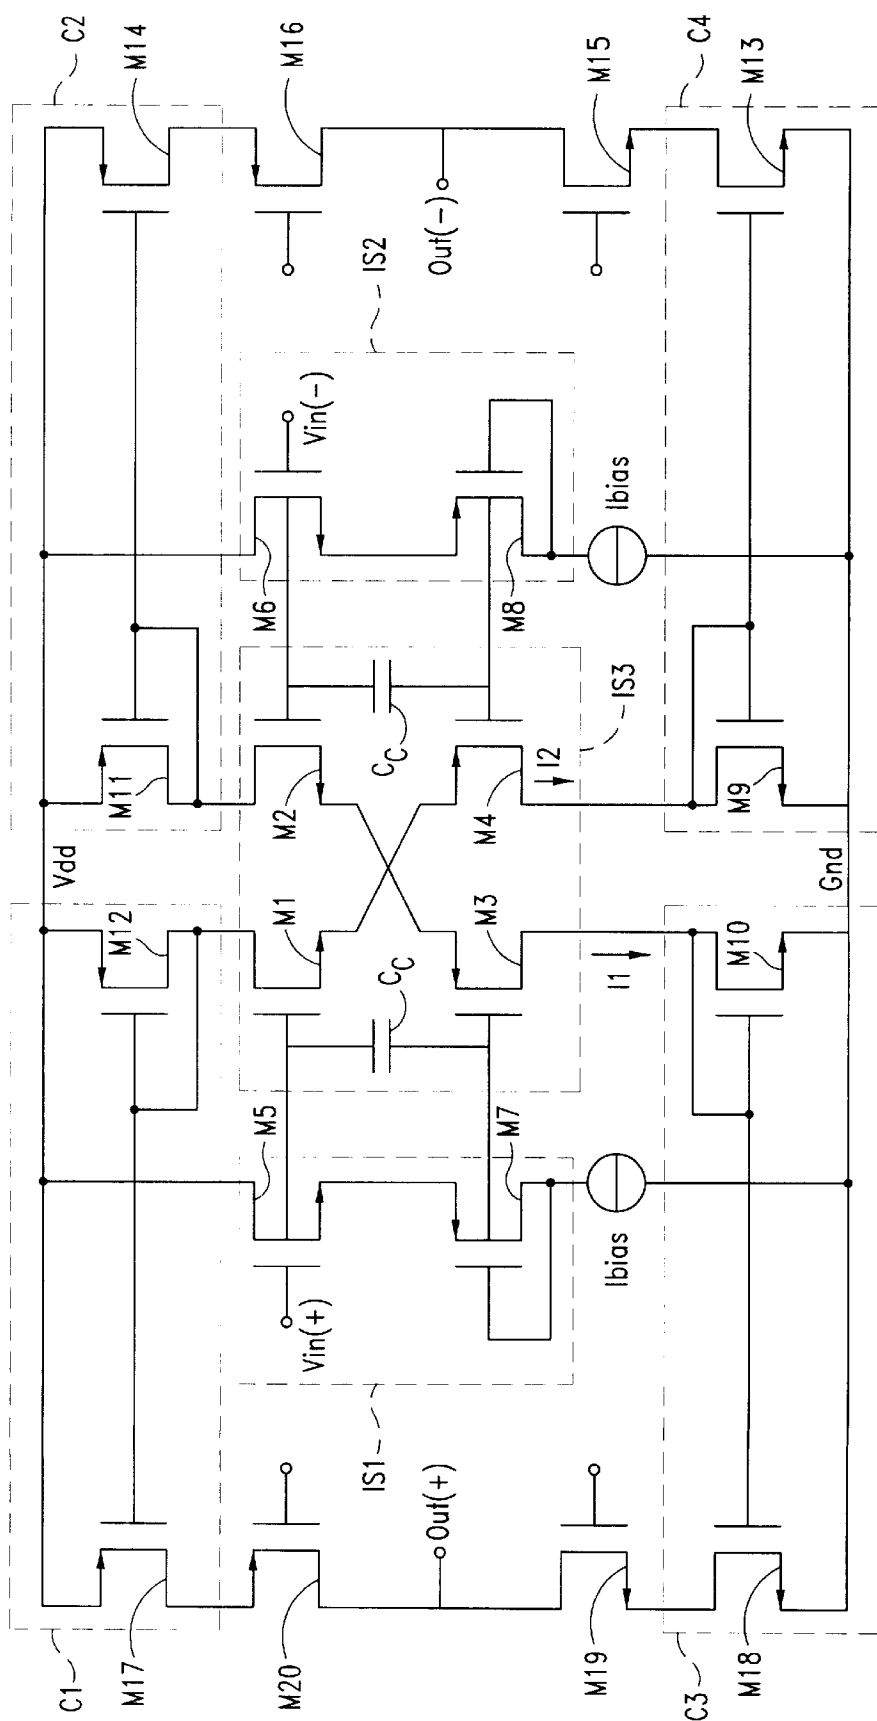 C1
M17
M12
Vdd
M11
C2
M14
M20
M16
IS1
Vin(+)
M5
M1
M2
M6
Vin(-)
IS2
Out(+)
CC
CC
Out(-)
M7
M3
M4
M8
M19
M15
Ibias
I1
I2
IS3
Ibias
C3
M18
M10
Gnd
M9
C4
M13